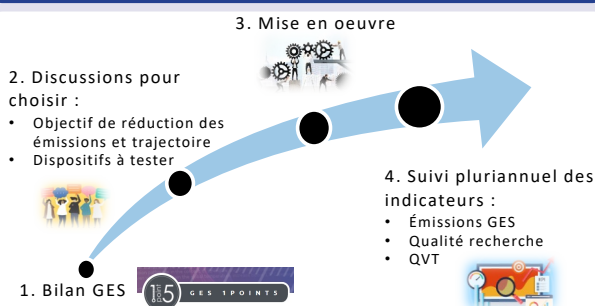 3. Mise en oeuvre
2. Discussions pour
choisir :
• Objectif de réduction des
émissions et trajectoire
• Dispositifs à tester
4. Suivi pluriannuel des
indicateurs :
• Émissions GES
• Qualité recherche
• QVT
1. Bilan GES
GES 1POINT5